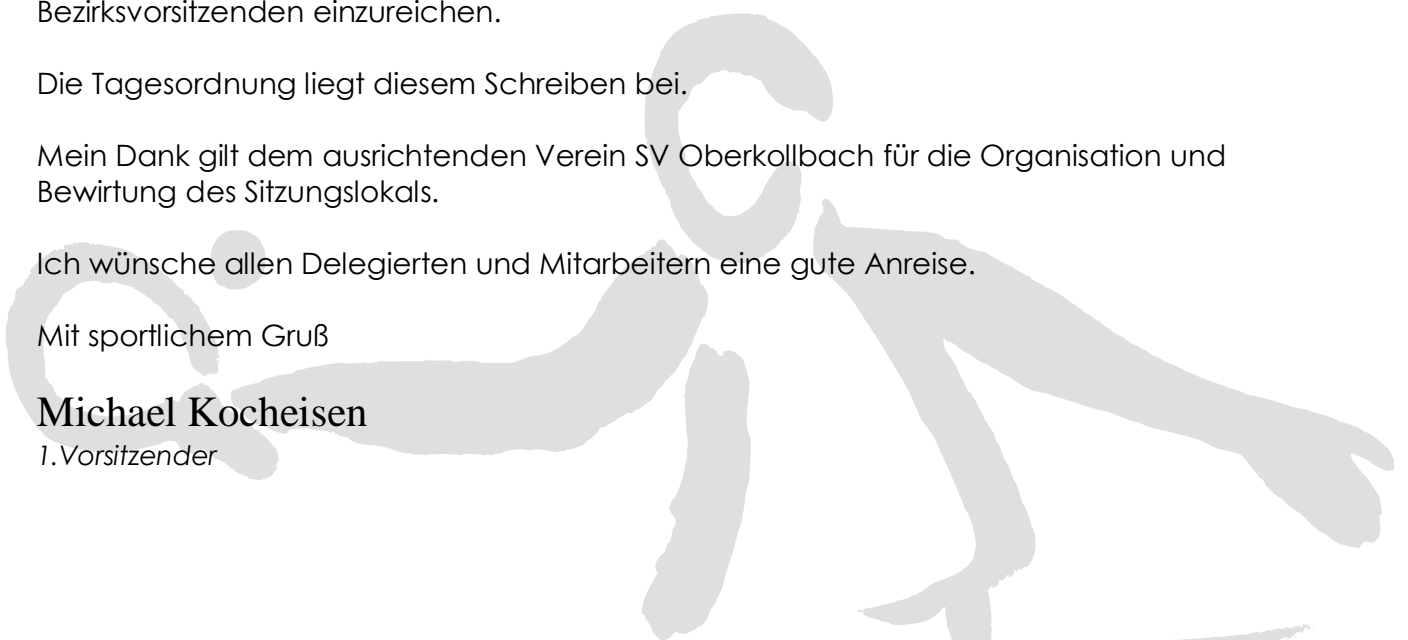 Bezirksvorsitzenden einzureichen.
Die Tagesordnung liegt diesem Schreiben bei.
Mein Dank gilt dem ausrichtenden Verein SV Oberkollbach für die Organisation und
Bewirtung des Sitzungslokals.
Ich wünsche allen Delegierten und Mitarbeitern eine gute Anreise.
Mit sportlichem Gruß
Michael Kocheisen
1.Vorsitzender